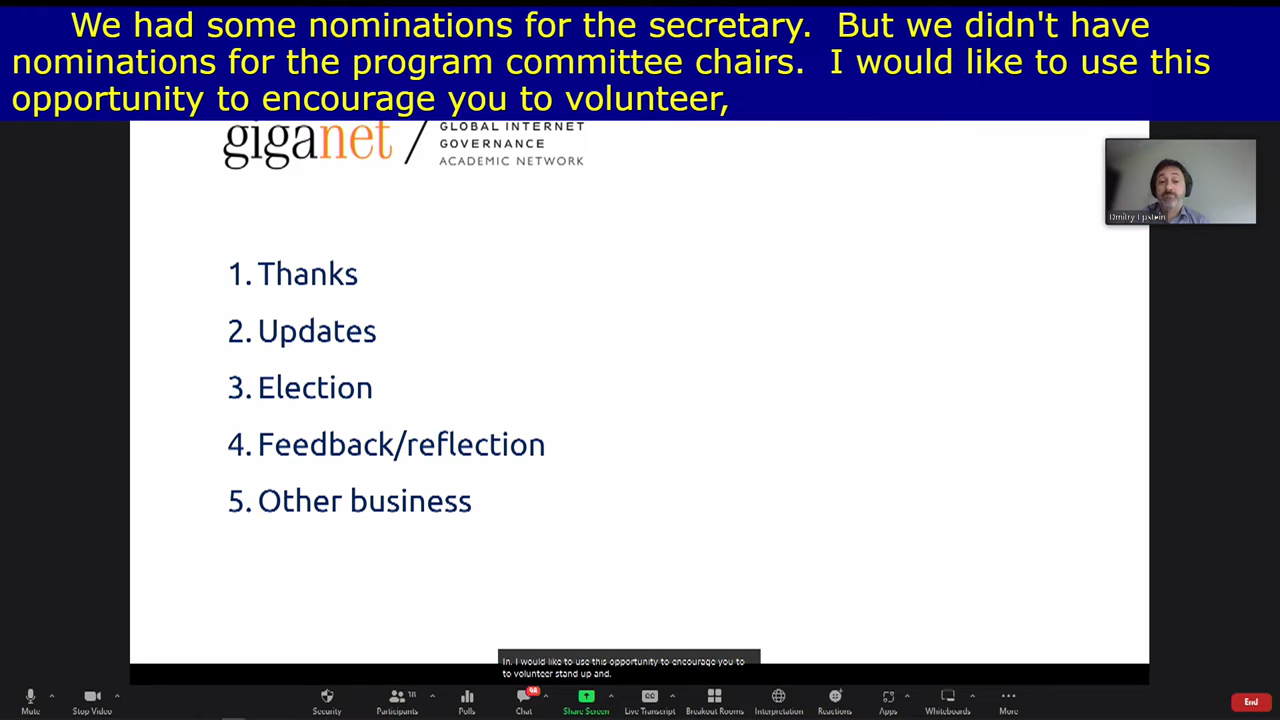 We had some nominations for the secretary.  But we didn't have
nominations for the program committee chairs.  I would like to use this
opportunity to encourage you to volunteer,
giganet / GLOBAL INTERNET
GOVERNANCE
ACADEMIC NETWORK
Dmitry Epstein
1. Thanks
2. Updates
3. Election
4. Feedback/reflection
5. Other business
In. I would like to use this opportunity to encourage you to
to volunteer stand up and.
Mute
Stop Video
Security
Participants
18
Polls
Chat
Share Screen
Live Transcript
Breakout Rooms
Interpretation
Reactions
Apps
Whiteboards
More
End